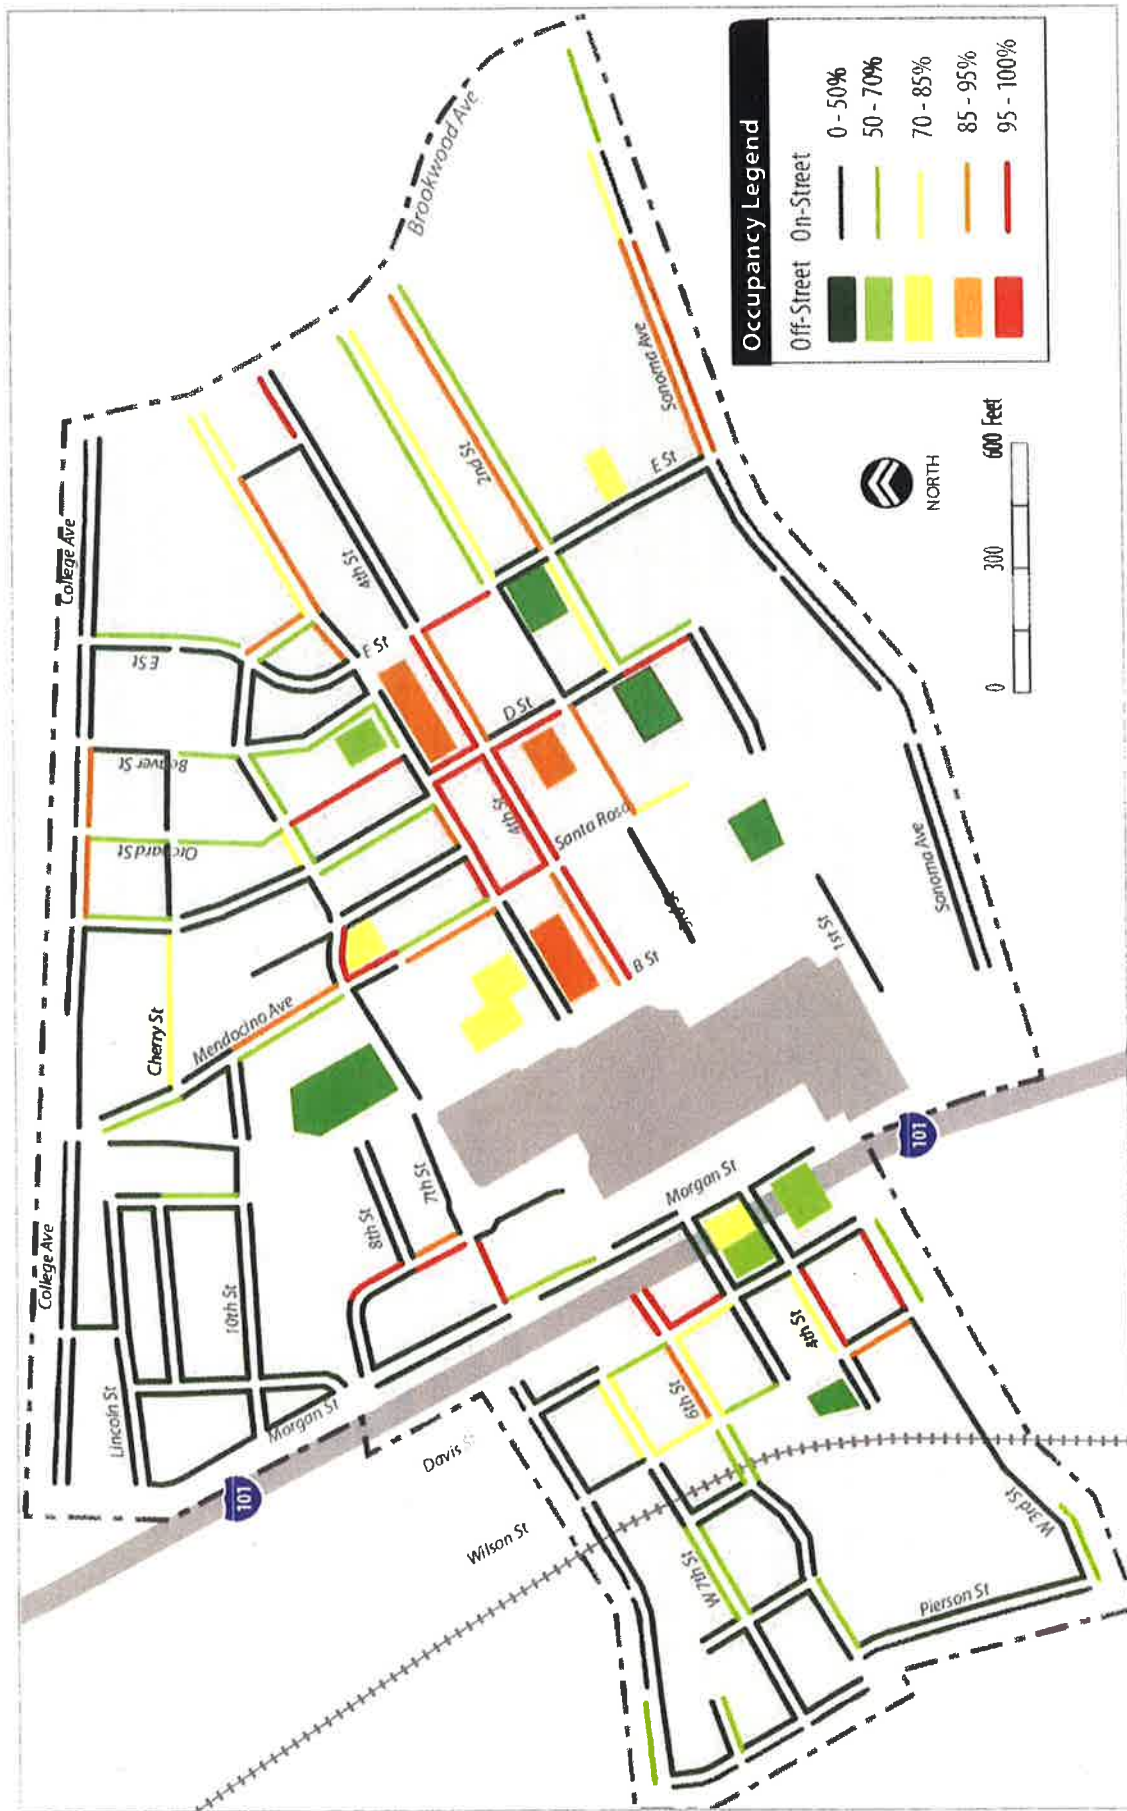 College Ave
Brookwood Ave
E St
4th St
Beaver St
2nd St
E St
Sonoma Ave
E St
Orchard St
D St
4th St
Santa Rosa
3rd St
Cherry St
Mendocino Ave
B St
1st St
Sonoma Ave
College Ave
7th St
8th St
10th St
Morgan St
101
Lincoln St
Morgan St
101
Davis St
4th St
6th St
Wilson St
W 7th St
W 3rd St
Pierson St
Occupancy Legend
Off-Street On-Street
0 - 50%
50 - 70%
70 - 85%
85 - 95%
95 - 100%
NORTH
0 300 600 Feet